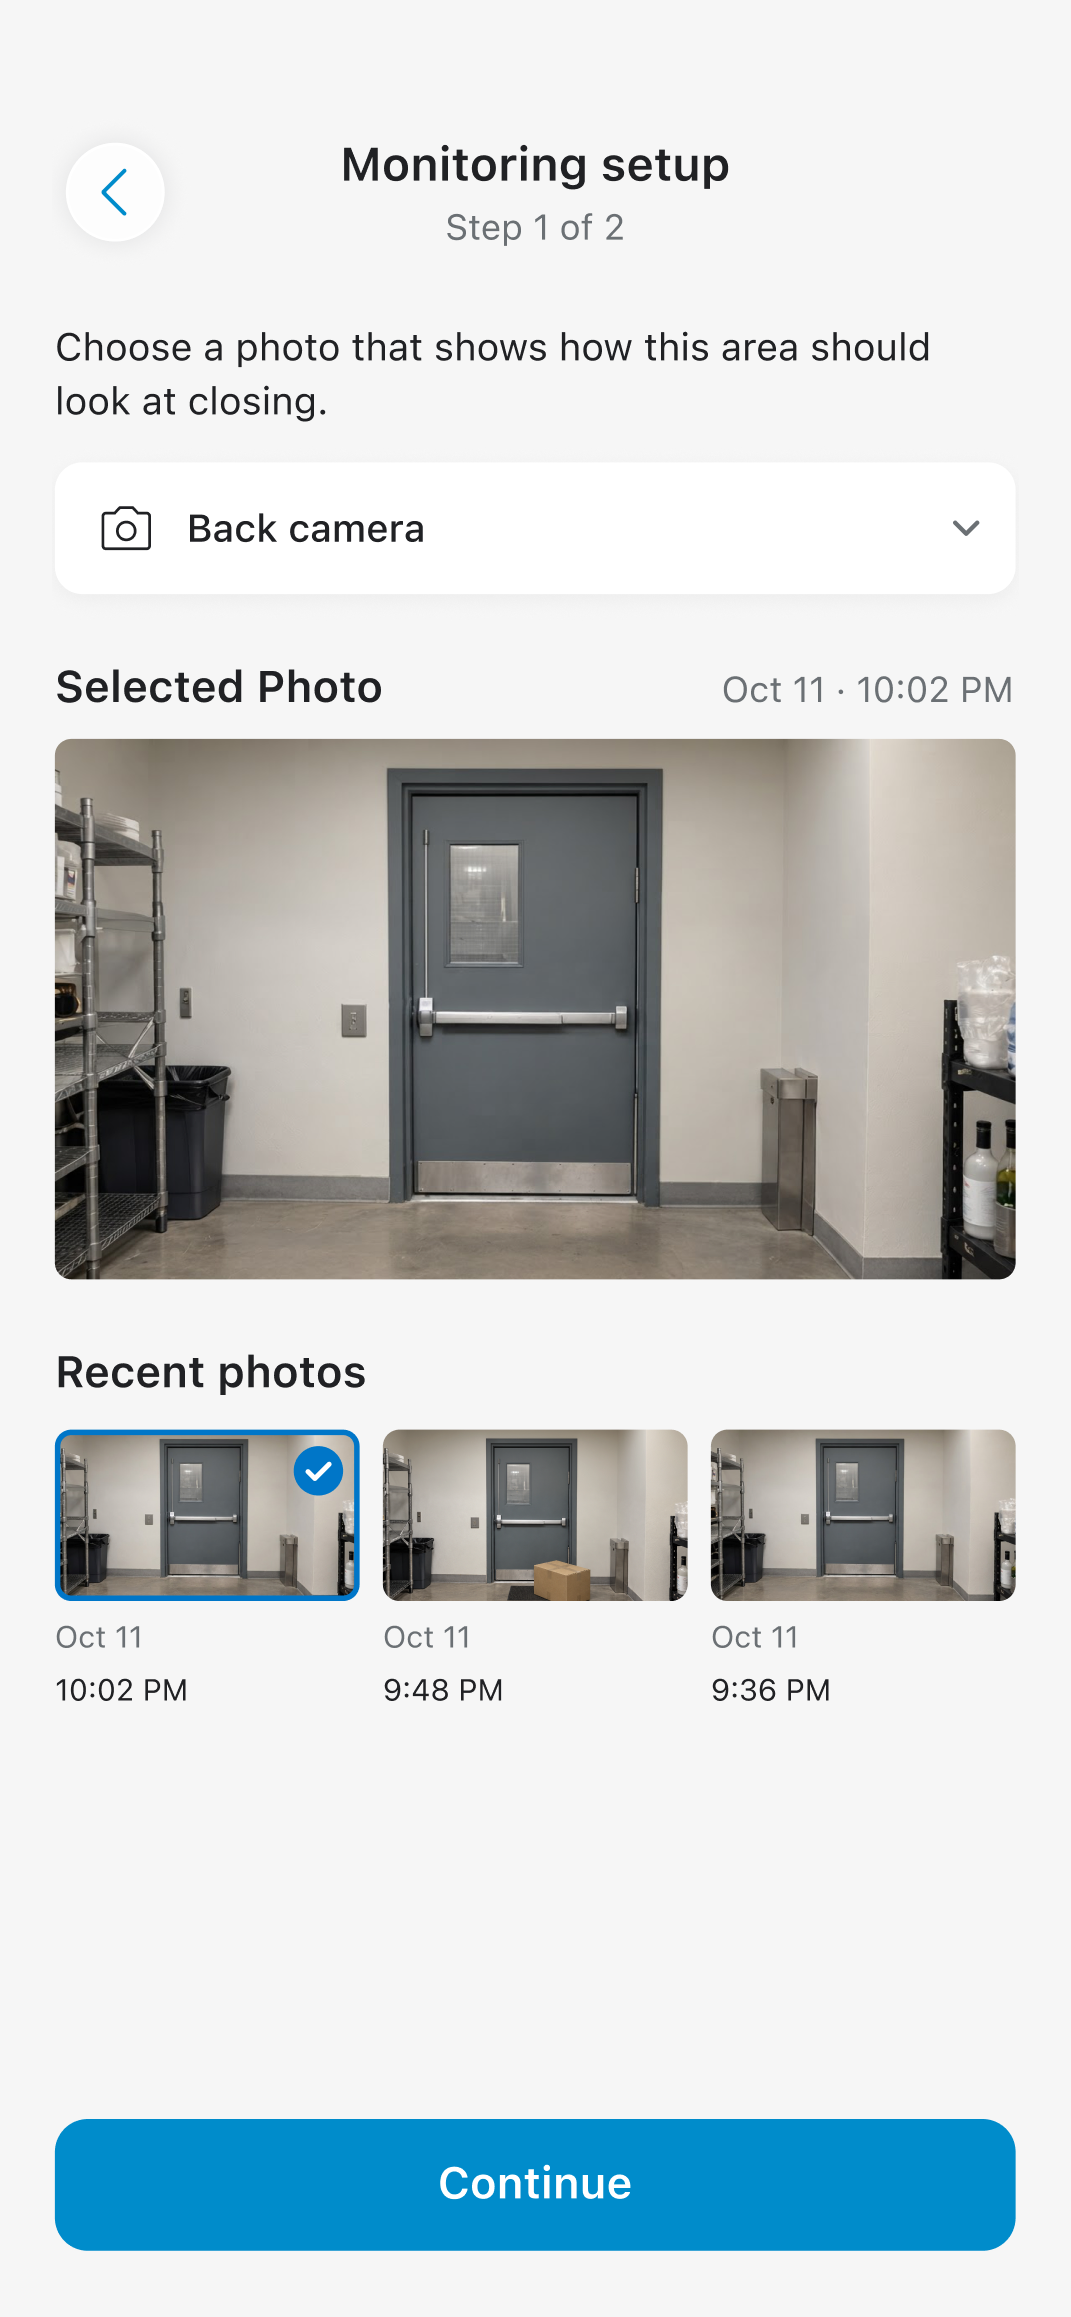 Monitoring setup
Step 1 of 2
Choose a photo that shows how this area should
look at closing.
Back camera
Selected Photo
Oct 11 · 10:02 PM
Recent photos
Oct 11
10:02 PM
Oct 11
9:48 PM
Oct 11
9:36 PM
Continue